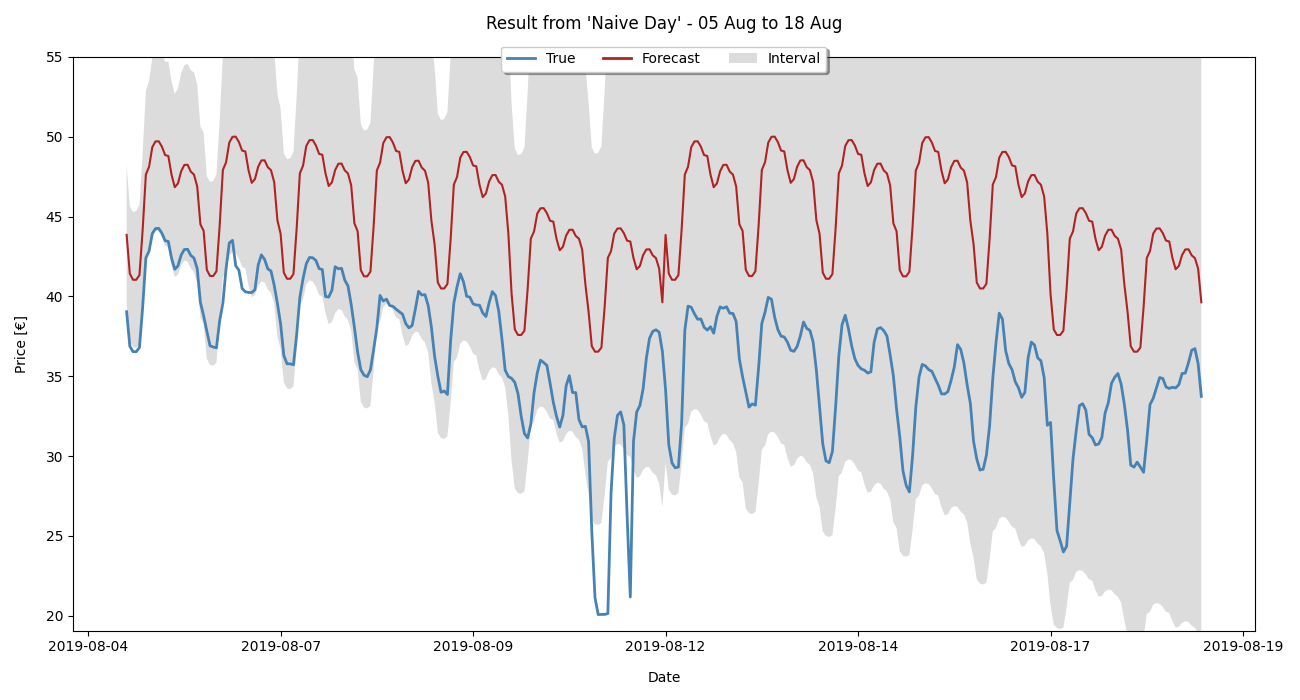 Result from 'Naive Day' - 05 Aug to 18 Aug
True Forecast Interval
Price [€]
55
50
45
40
35
30
25
20
2019-08-04 2019-08-07 2019-08-09 2019-08-12 2019-08-14 2019-08-17 2019-08-19
Date